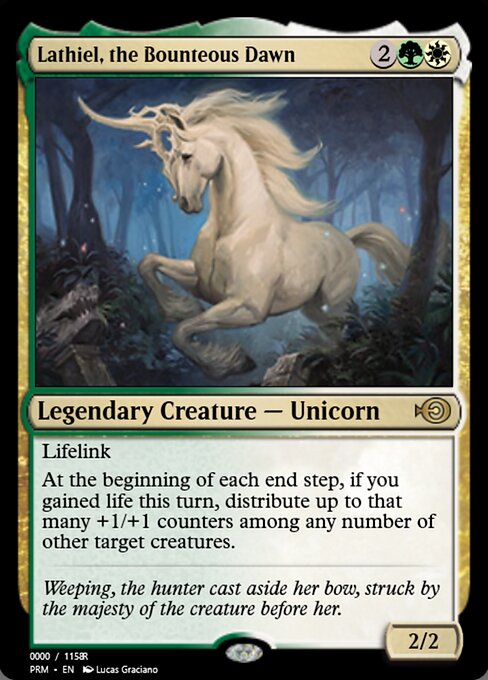 Lathiel, the Bounteous Dawn 2
Legendary Creature — Unicorn
Lifelink
At the beginning of each end step, if you
gained life this turn, distribute up to that
many +1/+1 counters among any number of
other target creatures.
Weeping, the hunter cast aside her bow, struck by
the majesty of the creature before her.
2/2
0000 / 1158R
PRM • EN Lucas Graciano